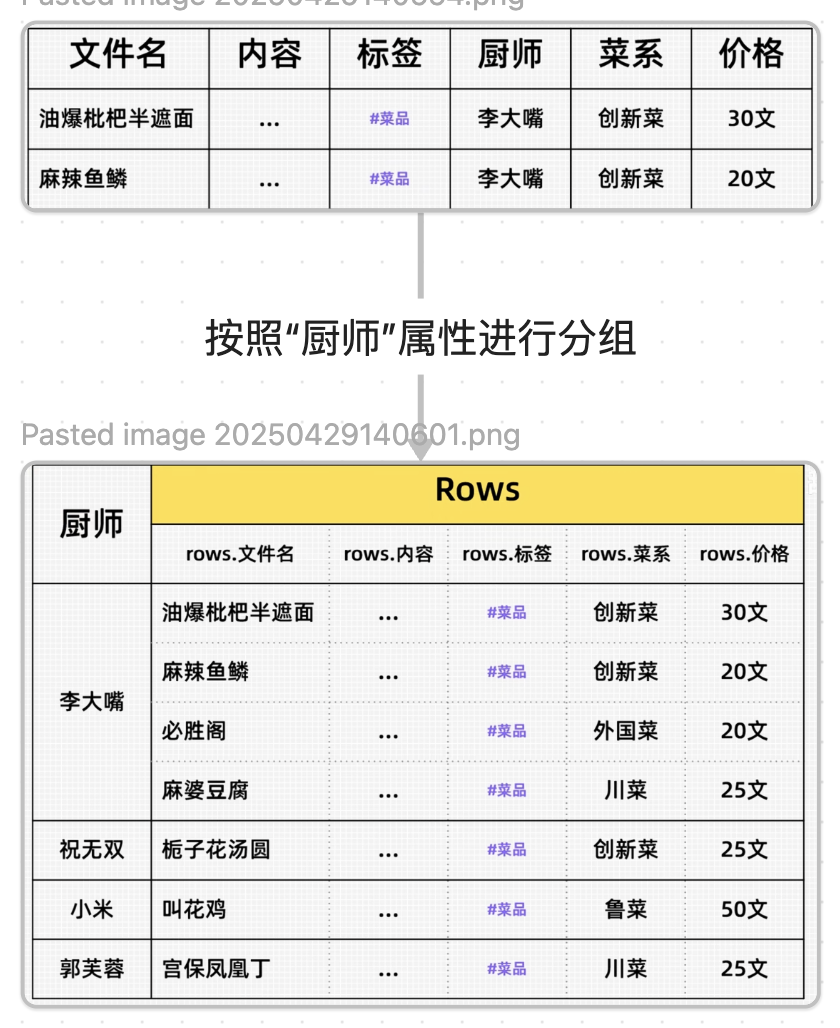 Pasted image 20250429140554.png
文件名 内容 标签 厨师 菜系 价格
油爆枇杷半遮面 ... #菜品 李大嘴 创新菜 30文
麻辣鱼鳞 ... #菜品 李大嘴 创新菜 20文
按照“厨师”属性进行分组
Pasted image 20250429140601.png
厨师 Rows
rows.文件名 rows.内容 rows.标签 rows.菜系 rows.价格
李大嘴 油爆枇杷半遮面 ... #菜品 创新菜 30文
麻辣鱼鳞 ... #菜品 创新菜 20文
必胜阁 ... #菜品 外国菜 20文
麻婆豆腐 ... #菜品 川菜 25文
祝无双 栀子花汤圆 ... #菜品 创新菜 25文
小米 叫花鸡 ... #菜品 鲁菜 50文
郭芙蓉 宫保凤凰丁 ... #菜品 川菜 25文